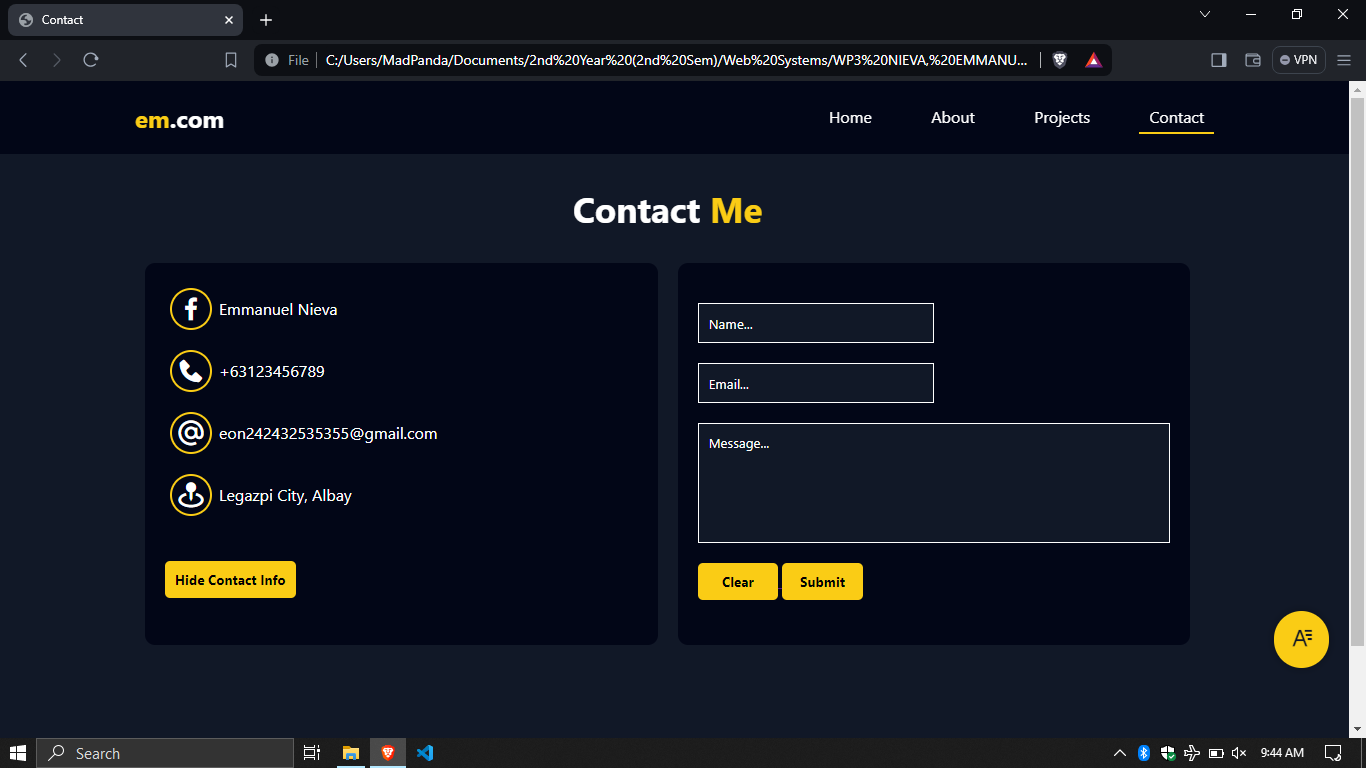 Contact
File
C:/Users/MadPanda/Documents/2nd%20Year%20(2nd%20Sem)/Web%20Systems/WP3%20NIEVA,%20EMMANU...
VPN
em.com
Home
About
Projects
Contact
Contact Me
Emmanuel Nieva
+63123456789
eon242432535355@gmail.com
Legazpi City, Albay
Hide Contact Info
Name...
Email...
Message...
Clear
Submit
A
Search
9:44 AM